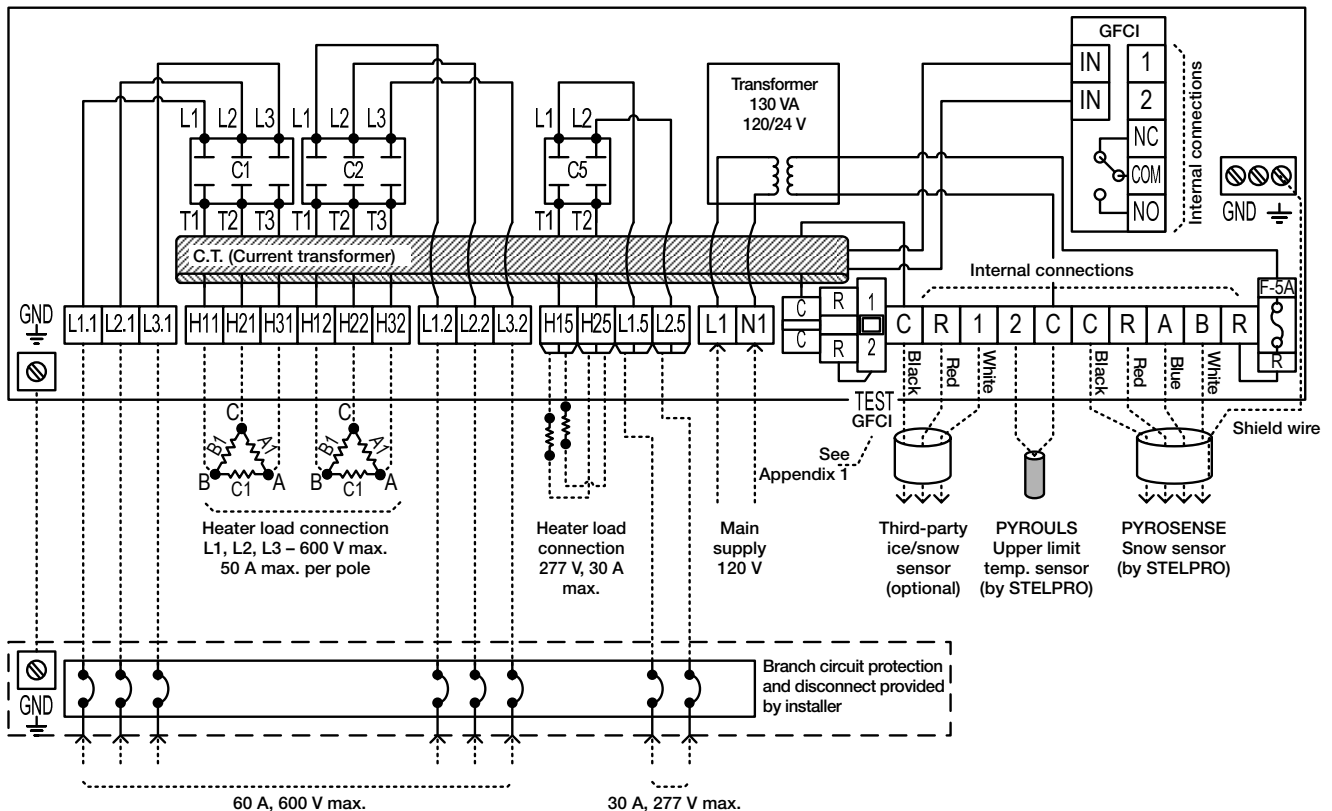 GFCI
IN
1
IN
2
NC
COM
NO
Internal connections
Transformer
130 VA
120/24 V
L1
L2
L3
L1
L2
L3
L1
L2
C1
C2
C5
T1
T2
T3
T1
T2
T3
T1
T2
GND
C.T. (Current transformer)
Internal connections
F-5A
GND
L1.1
L2.1
L3.1
H11
H21
H31
H12
H22
H32
L1.2
L2.2
L3.2
H15
H25
L1.5
L2.5
L1
N1
C
R
1
C
R
2
C
R
1
2
C
C
R
A
B
R
R
Black
Red
White
Black
Red
Blue
White
TEST
GFCI
Shield wire
See
Appendix 1
C
B1
A1
B
C1
A
C
B1
A1
B
C1
A
Heater load connection
L1, L2, L3 – 600 V max.
50 A max. per pole
Heater load
connection
277 V, 30 A
max.
Main
supply
120 V
Third-party
ice/snow
sensor
(optional)
PYROULS
Upper limit
temp. sensor
(by STELPRO)
PYROSENSE
Snow sensor
(by STELPRO)
GND
Branch circuit protection
and disconnect provided
by installer
60 A, 600 V max.
30 A, 277 V max.